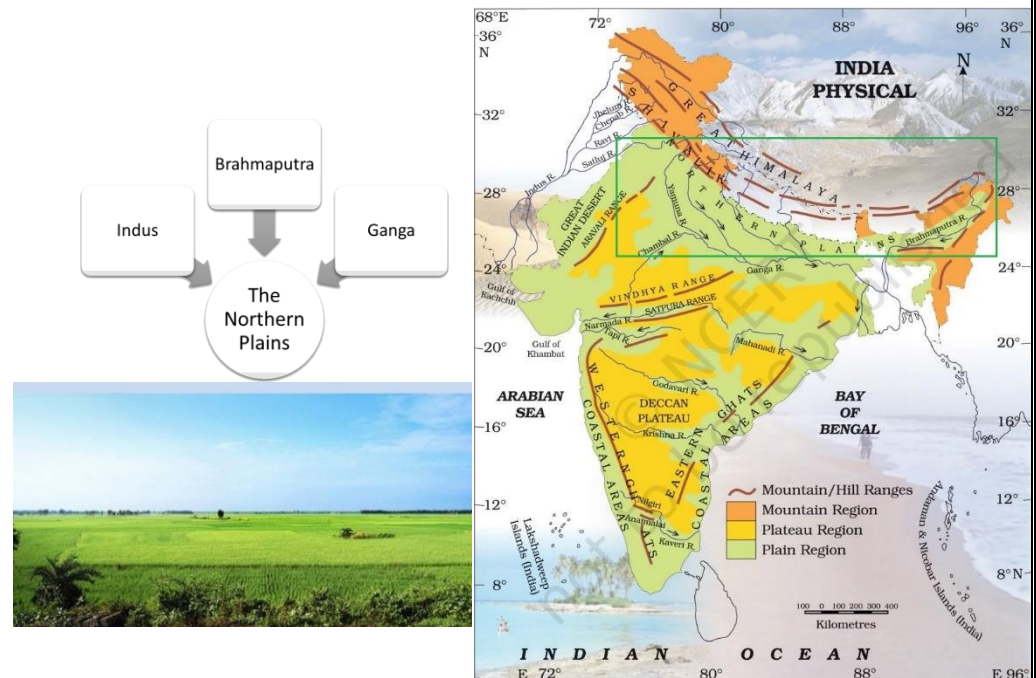 Brahmaputra
Indus
Ganga
The
Northern
Plains
68°E
72°
80°
88°
96°
36°
N
36°
N
N
INDIA
PHYSICAL
32°
32°
28°
28°
24°
24°
20°
20°
16°
16°
12°
12°
8°
8°N
GREAT HIMALAYA
SHIWALIK
Jhelum R.
Chenab R.
Ravi R.
Satluj R.
Indus R.
NORTHERN PLAINS
GREAT
INDIAN DESERT
ARAVALI RANGE
Yamuna R.
Chambal R.
Ganga R.
Brahmaputra R.
Gulf of
Kachchh
VINDHYA RANGE
SATPURA RANGE
Narmada R.
Tapi R.
Gulf of
Khambat
Mahanadi R.
Godavari R.
DECCAN
PLATEAU
Krishna R.
ARABIAN
SEA
BAY
OF
BENGAL
WESTERN GHATS
COASTAL AREAS
EASTERN GHATS
COASTAL AREAS
Nilgiri
Anaimalai
Kaveri R.
Lakshadweep
Islands (India)
Andaman & Nicobar Islands (India)
Mountain/Hill Ranges
Mountain Region
Plateau Region
Plain Region
100 0 100 200 300 400
Kilometres
INDIAN OCEAN
E 72°
80°
88°
E 96°
© NCERT